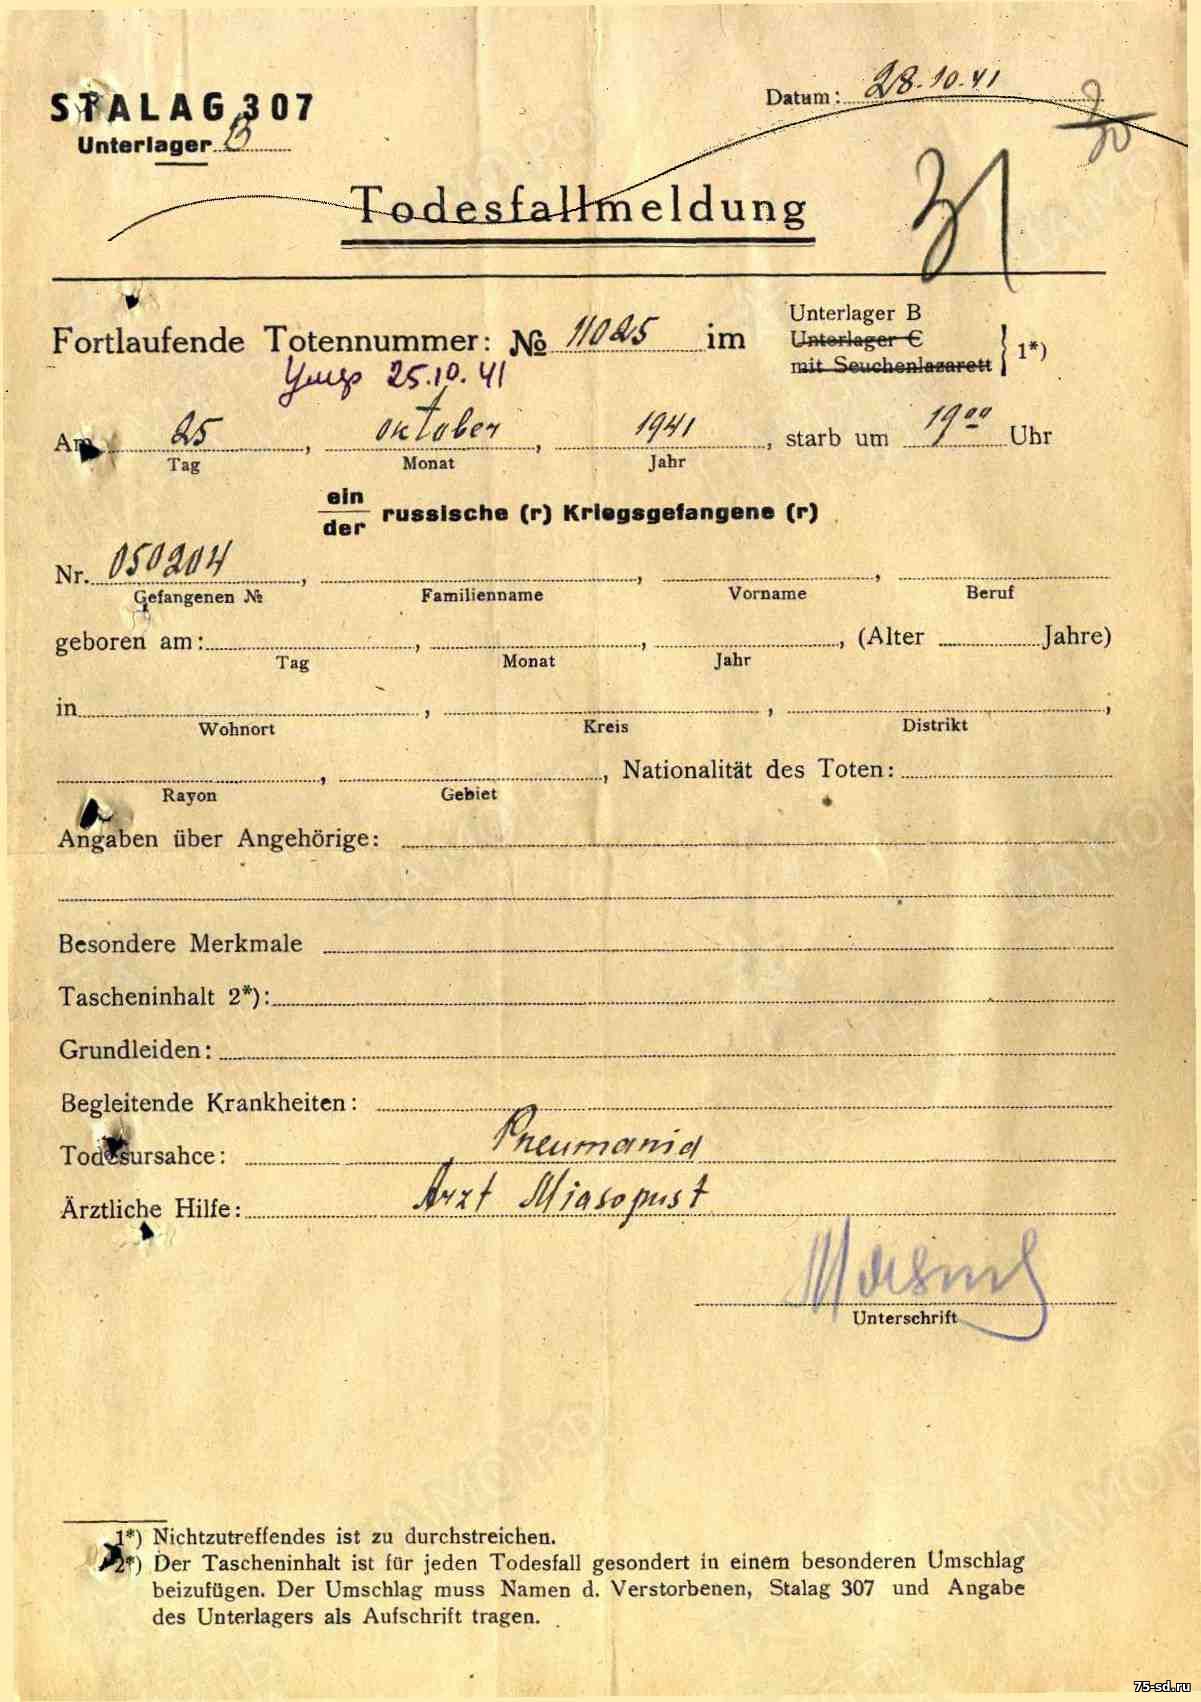 STALAG 307
Datum: 28.10.41
Unterlager B
Todesfallmeldung
31
Fortlaufende Totennummer: № 11025 im
Unterlager B
Unterlager C
mit Seuchenlazarett
1*)
Умер 25.10.41
Am 25, oktober, 1941, starb um 19⁰⁰ Uhr
Tag Monat Jahr
ein
der russische (r) Kriegsgefangene (r)
Nr. 050204, , ,
Gefangenen № Familienname Vorname Beruf
geboren am: , , , (Alter Jahre)
Tag Monat Jahr
in , , ,
Wohnort Kreis Distrikt
, , Nationalität des Toten:
Rayon Gebiet
Angaben über Angehörige:
Besondere Merkmale
Tascheninhalt 2*):
Grundleiden:
Begleitende Krankheiten:
Todesursahce: Pneumania
Ärztliche Hilfe: Arzt Miasopust
Unterschrift
1*) Nichtzutreffendes ist zu durchstreichen.
2*) Der Tascheninhalt ist für jeden Todesfall gesondert in einem besonderen Umschlag
beizufügen. Der Umschlag muss Namen d. Verstorbenen, Stalag 307 und Angabe
des Unterlagers als Aufschrift tragen.
75-sd.ru